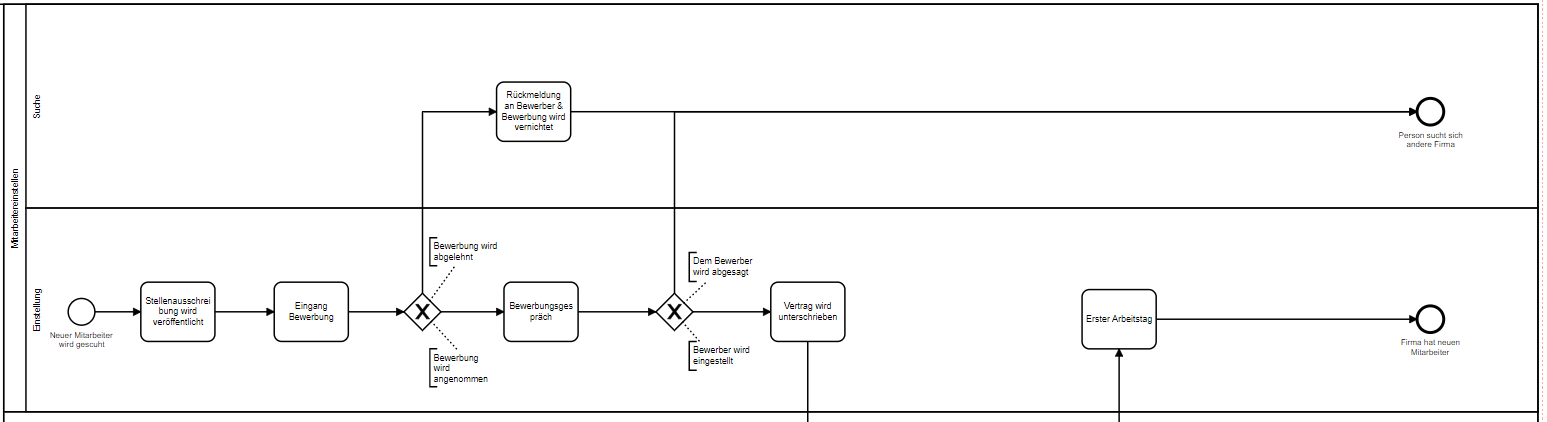 Mitarbeitereinstellen
Suche
Rückmeldung
an Bewerber &
Bewerbung wird
vernichtet
Person sucht sich
andere Firma
Einstellung
Neuer Mitarbeiter
wird gescuht
Stellenausschrei
bung wird
veröffentlicht
Eingang
Bewerbung
Bewerbung wird
abgelehnt
X
Bewerbung
wird
angenommen
Bewerbungsges
präch
Dem Bewerber
wird abgesagt
X
Bewerber wird
eingestellt
Vertrag wird
unterschrieben
Erster Arbeitstag
Firma hat neuen
Mitarbeiter